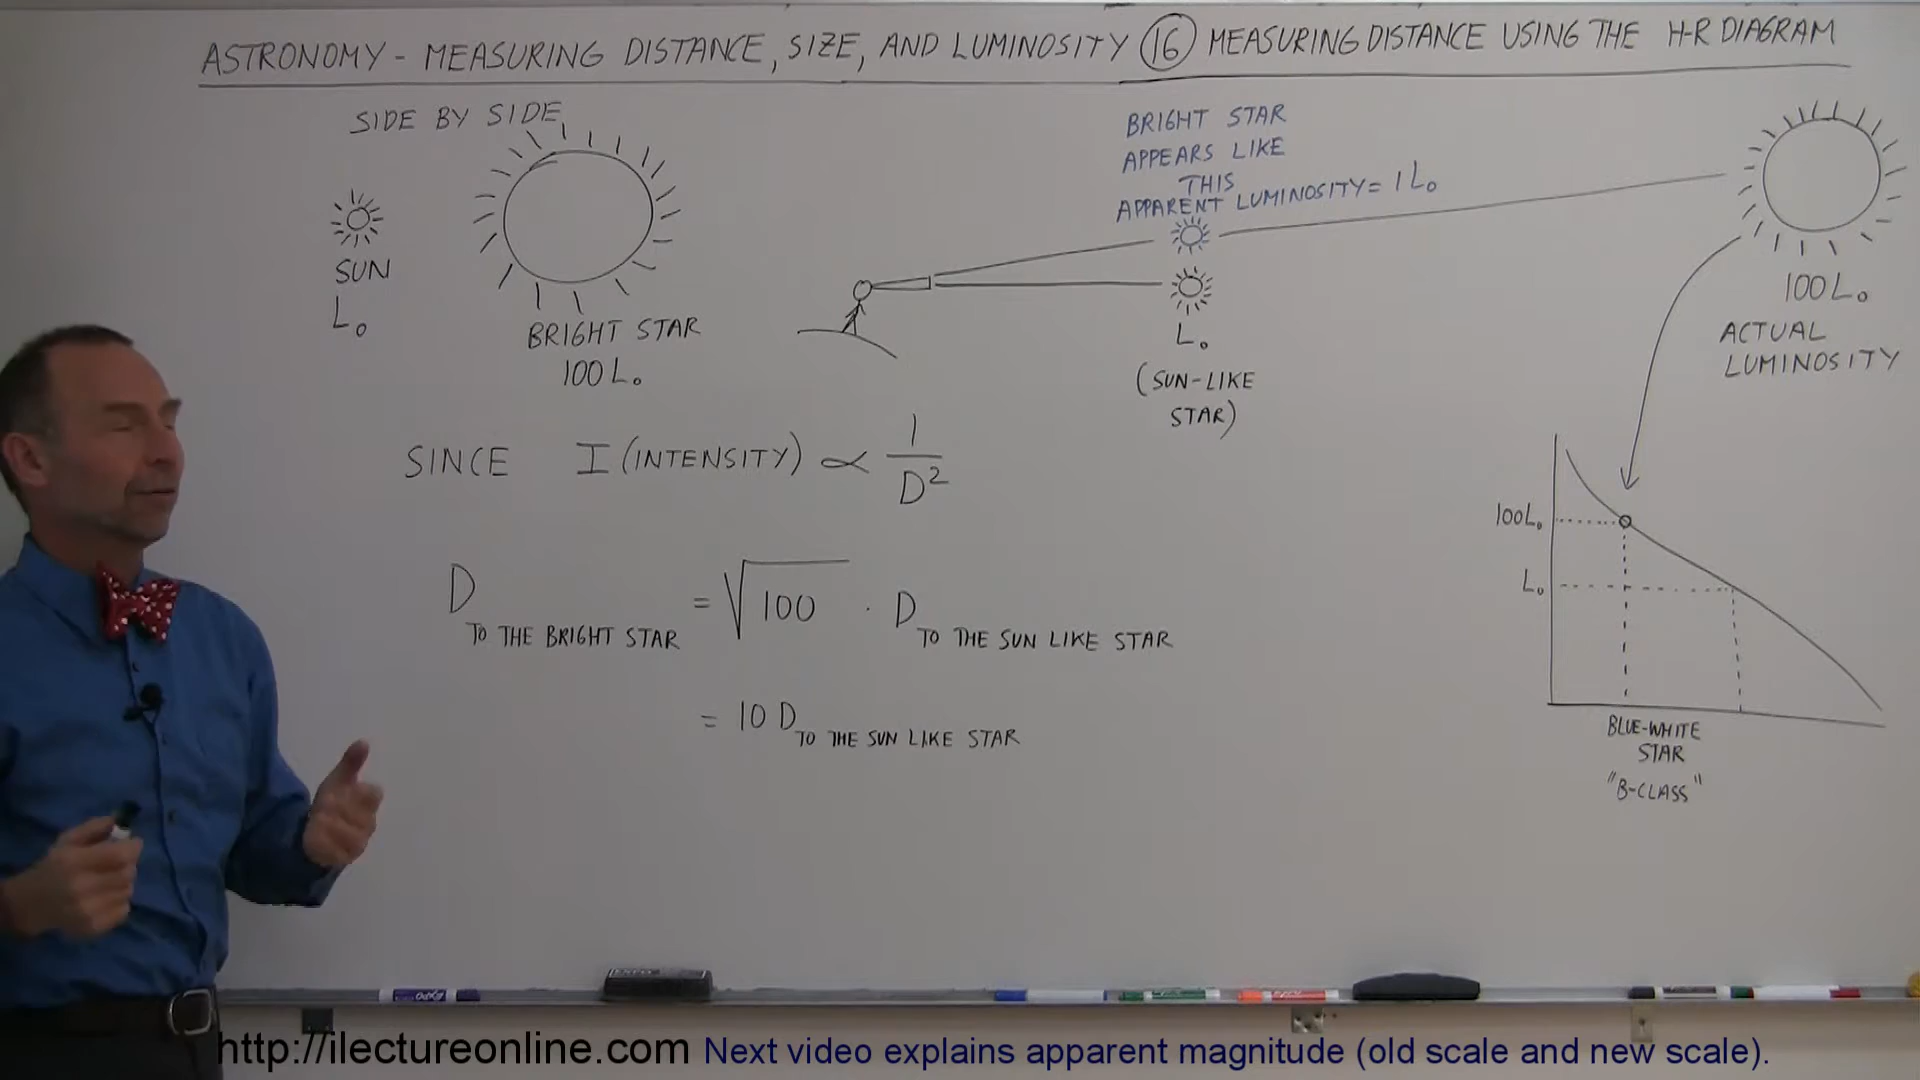 ASTRONOMY - MEASURING DISTANCE, SIZE, AND LUMINOSITY (16) MEASURING DISTANCE USING THE H-R DIAGRAM
SIDE BY SIDE
SUN
L₀
BRIGHT STAR
100 L₀
BRIGHT STAR
APPEARS LIKE
THIS
APPARENT LUMINOSITY = 1 L₀
L₀
(SUN-LIKE
STAR)
100 L₀
ACTUAL
LUMINOSITY
SINCE I (INTENSITY) ∝ 1/D²
D TO THE BRIGHT STAR = √100 · D TO THE SUN LIKE STAR
= 10 D TO THE SUN LIKE STAR
100L₀
L₀
BLUE-WHITE
STAR
"B-CLASS"
EXPO
http://ilectureonline.com Next video explains apparent magnitude (old scale and new scale).